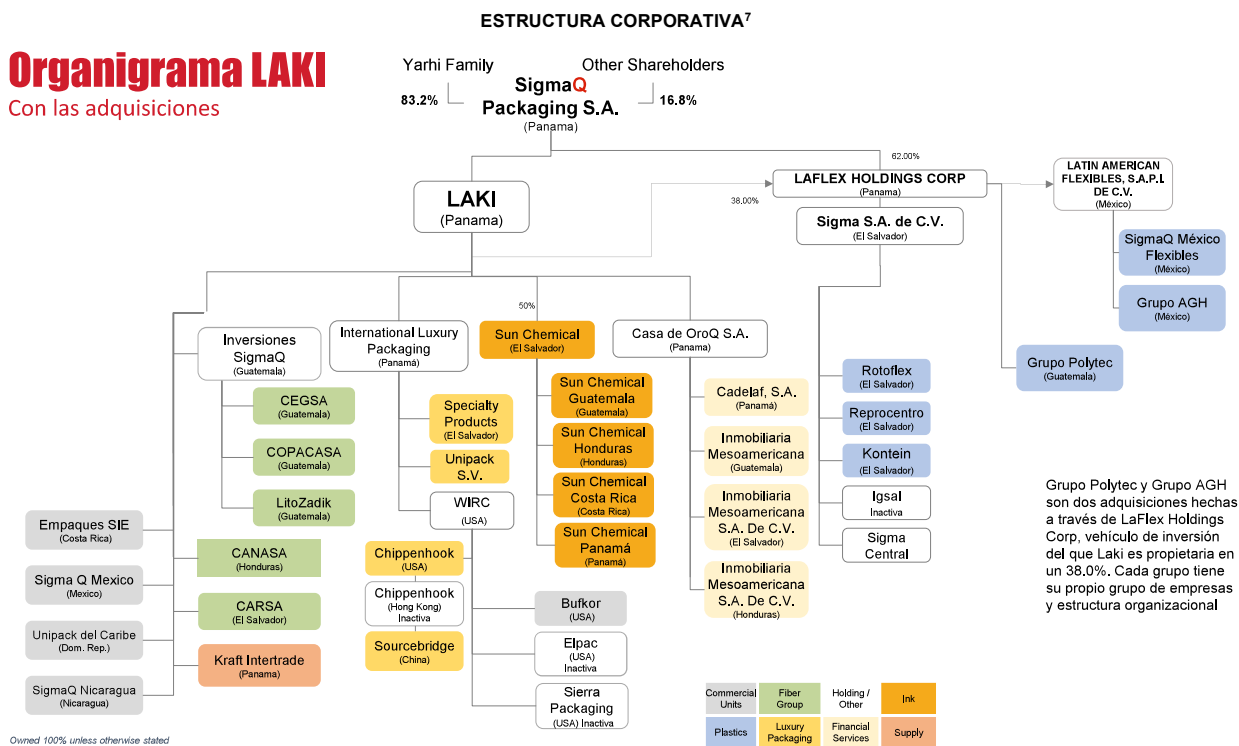 ESTRUCTURA CORPORATIVA7
Organigrama LAKI
Con las adquisiciones
Yarhi Family
Other Shareholders
83.2%
SigmaQ
Packaging S.A.
(Panama)
16.8%
62.00%
LAKI
(Panama)
38.00%
LAFLEX HOLDINGS CORP
(Panama)
LATIN AMERICAN
FLEXIBLES, S.A.P.I.
DE C.V.
(México)
Sigma S.A. de C.V.
(El Salvador)
SigmaQ México
Flexibles
(México)
Grupo AGH
(México)
Grupo Polytec
(Guatemala)
50%
Inversiones
SigmaQ
(Guatemala)
CEGSA
(Guatemala)
COPACASA
(Guatemala)
LitoZadik
(Guatemala)
International Luxury
Packaging
(Panamá)
Specialty
Products
(El Salvador)
Unipack
S.V.
WIRC
(USA)
Sun Chemical
(El Salvador)
Sun Chemical
Guatemala
(Guatemala)
Sun Chemical
Honduras
(Honduras)
Sun Chemical
Costa Rica
(Costa Rica)
Sun Chemical
Panamá
(Panamá)
Casa de OroQ S.A.
(Panama)
Cadelaf, S.A.
(Panamá)
Inmobiliaria
Mesoamericana
(Guatemala)
Inmobiliaria
Mesoamericana
S.A. De C.V.
(El Salvador)
Inmobiliaria
Mesoamericana
S.A. De C.V.
(Honduras)
Rotoflex
(El Salvador)
Reprocentro
(El Salvador)
Kontein
(El Salvador)
Igsal
Inactiva
Sigma
Central
Empaques SIE
(Costa Rica)
Sigma Q Mexico
(Mexico)
Unipack del Caribe
(Dom. Rep.)
SigmaQ Nicaragua
(Nicaragua)
CANASA
(Honduras)
CARSA
(El Salvador)
Kraft Intertrade
(Panama)
Chippenhook
(USA)
Chippenhook
(Hong Kong)
Inactiva
Sourcebridge
(China)
Bufkor
(USA)
Elpac
(USA)
Inactiva
Sierra
Packaging
(USA) Inactiva
Grupo Polytec y Grupo AGH
son dos adquisiciones hechas
a través de LaFlex Holdings
Corp, vehículo de inversión
del que Laki es propietaria en
un 38.0%. Cada grupo tiene
su propio grupo de empresas
y estructura organizacional
Commercial
Units
Fiber
Group
Holding /
Other
Ink
Plastics
Luxury
Packaging
Financial
Services
Supply
Owned 100% unless otherwise stated